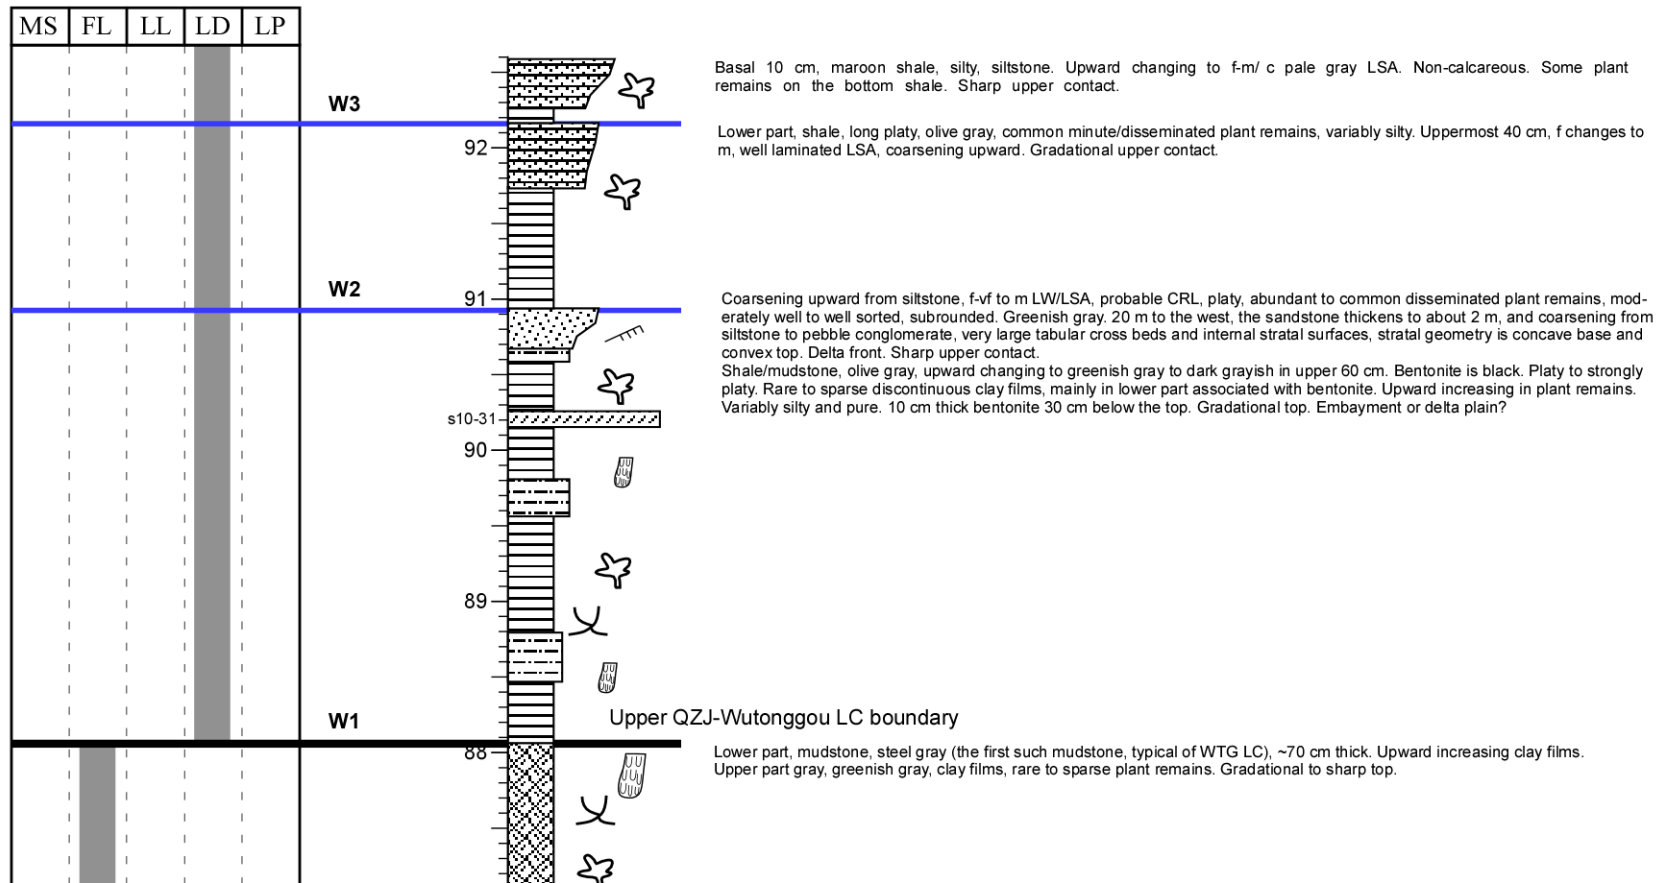 MS FL LL LD LP
Basal 10 cm, maroon shale, silty, siltstone. Upward changing to f-m/ c pale gray LSA. Non-calcareous. Some plant
remains on the bottom shale. Sharp upper contact.
W3
Lower part, shale, long platy, olive gray, common minute/disseminated plant remains, variably silty. Uppermost 40 cm, f changes to
m, well laminated LSA, coarsening upward. Gradational upper contact.
92
W2
91
Coarsening upward from siltstone, f-vf to m LW/LSA, probable CRL, platy, abundant to common disseminated plant remains, mod-
erately well to well sorted, subrounded. Greenish gray. 20 m to the west, the sandstone thickens to about 2 m, and coarsening from
siltstone to pebble conglomerate, very large tabular cross beds and internal stratal surfaces, stratal geometry is concave base and
convex top. Delta front. Sharp upper contact.
Shale/mudstone, olive gray, upward changing to greenish gray to dark grayish in upper 60 cm. Bentonite is black. Platy to strongly
platy. Rare to sparse discontinuous clay films, mainly in lower part associated with bentonite. Upward increasing in plant remains.
Variably silty and pure. 10 cm thick bentonite 30 cm below the top. Gradational top. Embayment or delta plain?
s10-31
90
89
W1
Upper QZJ-Wutonggou LC boundary
88
Lower part, mudstone, steel gray (the first such mudstone, typical of WTG LC), ~70 cm thick. Upward increasing clay films.
Upper part gray, greenish gray, clay films, rare to sparse plant remains. Gradational to sharp top.